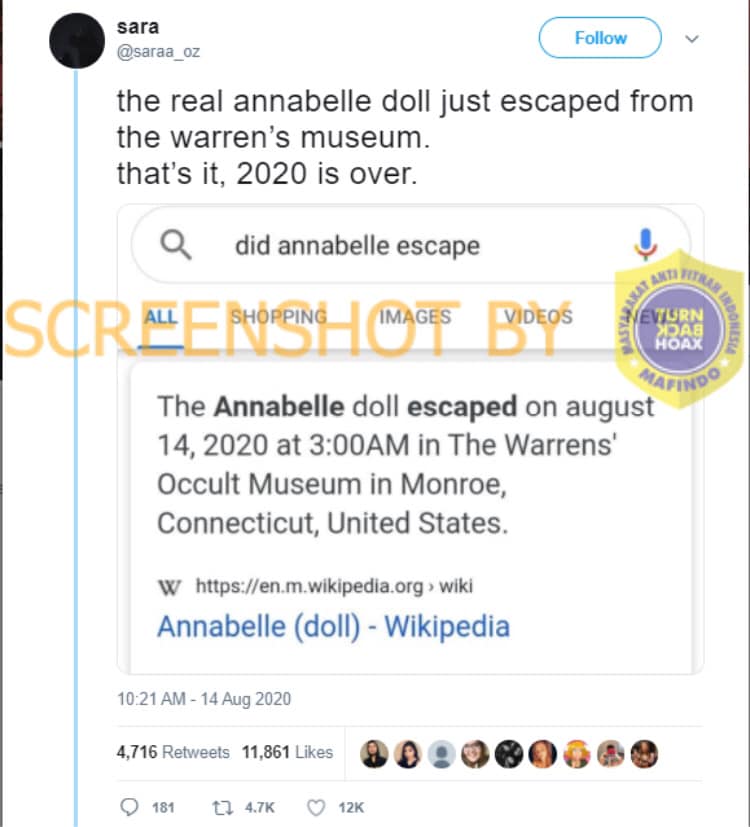 sara
@saraa_oz
Follow
the real annabelle doll just escaped from
the warren's museum.
that's it, 2020 is over.
did annabelle escape
ALL SHOPPING IMAGES VIDEOS
SCREENSHOT BY
MASYARAKAT ANTI FITNAH INDONESIA
TURN
BACK
HOAX
MAFINDO
The Annabelle doll escaped on august
14, 2020 at 3:00AM in The Warrens'
Occult Museum in Monroe,
Connecticut, United States.
W https://en.m.wikipedia.org › wiki
Annabelle (doll) - Wikipedia
10:21 AM - 14 Aug 2020
4,716 Retweets 11,861 Likes
181 4.7K 12K